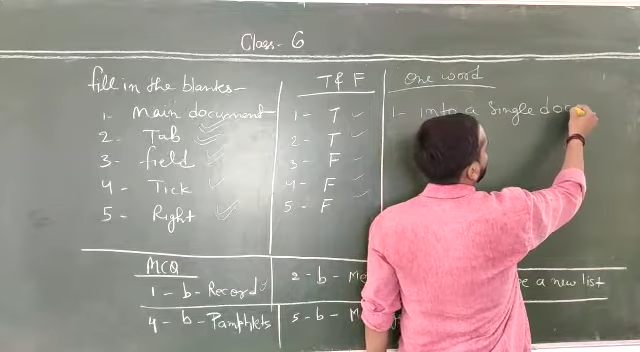 Class- 6
fill in the blanks-
1- Main document
2- Tab
3- field
4- Tick
5- Right
T & F
1- T
2- T
3- F
4- F
5- F
One word
1- into a single doc
MCQ
1- b- Record
2- b- Me
a new list
4- b- Pamphlets
5- b- M